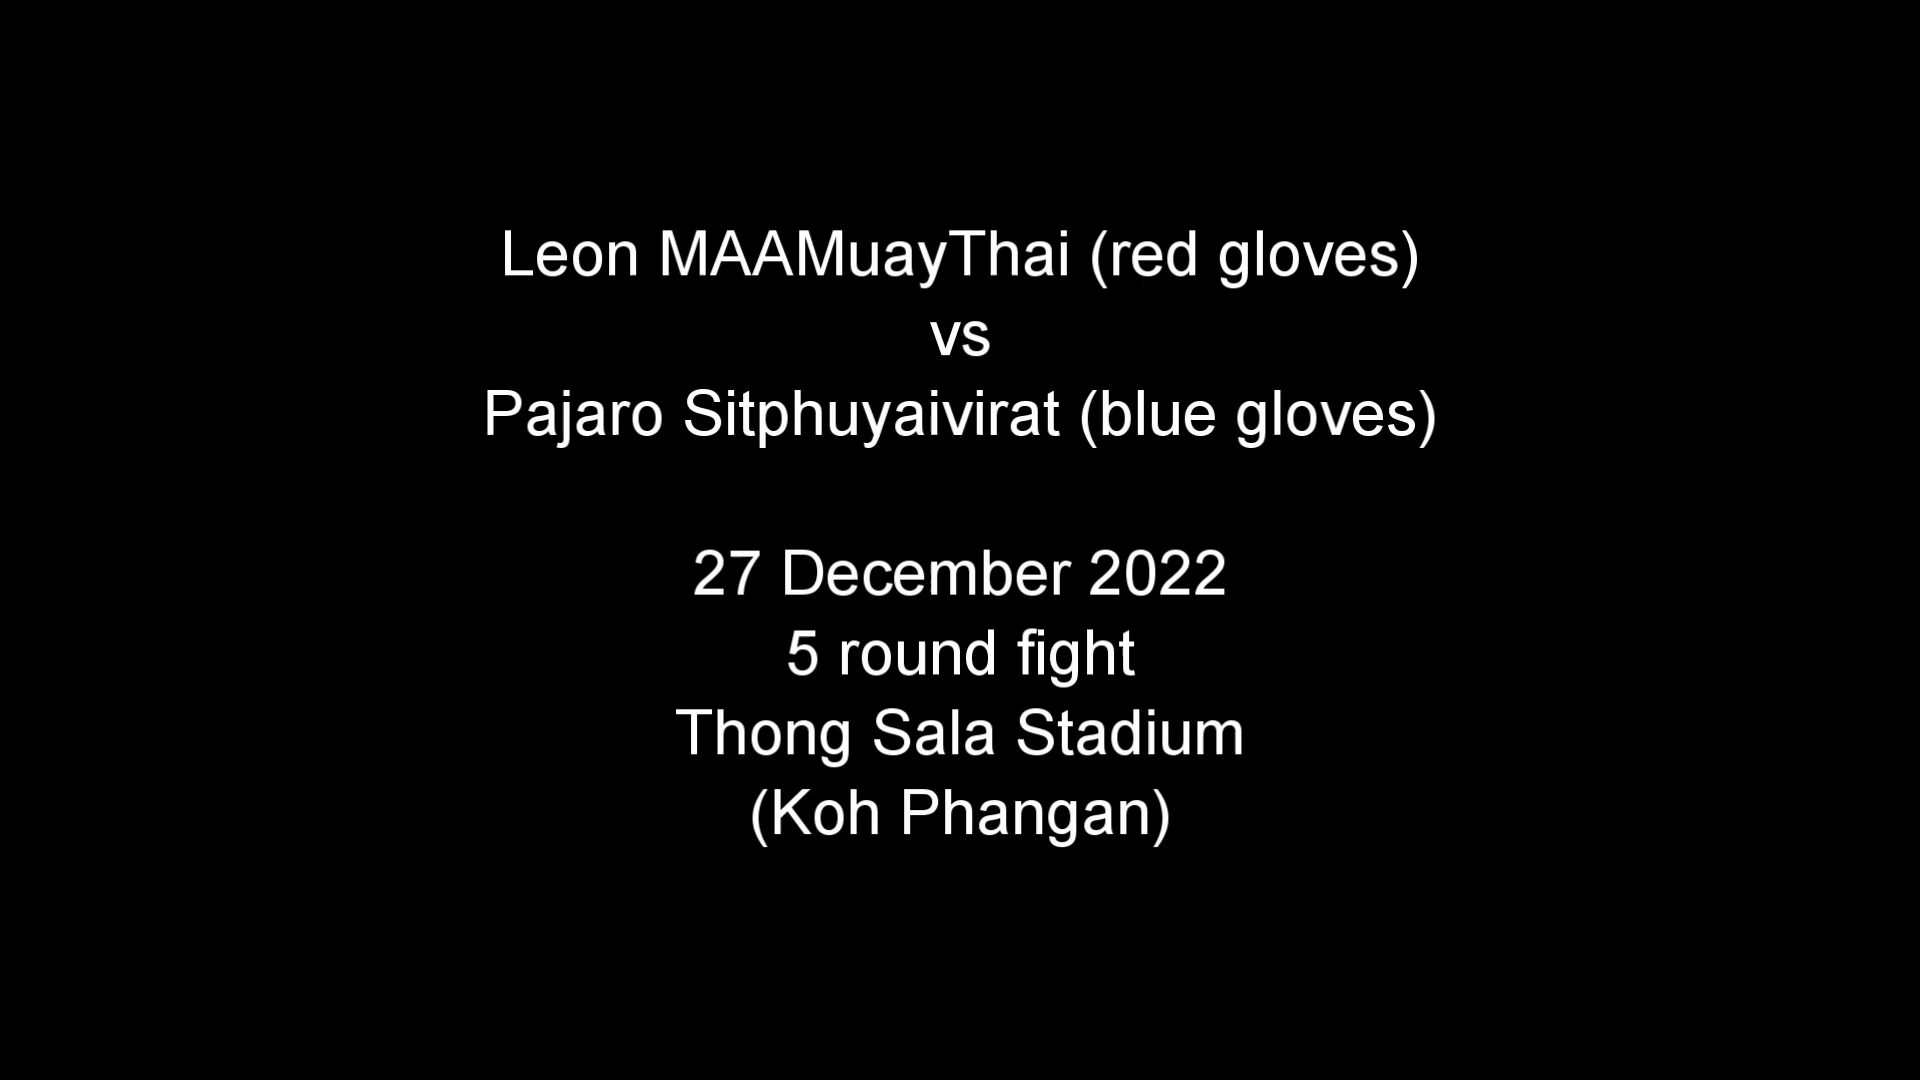 Leon MAAMuayThai (red gloves)
vs
Pajaro Sitphuyaivirat (blue gloves)
27 December 2022
5 round fight
Thong Sala Stadium
(Koh Phangan)